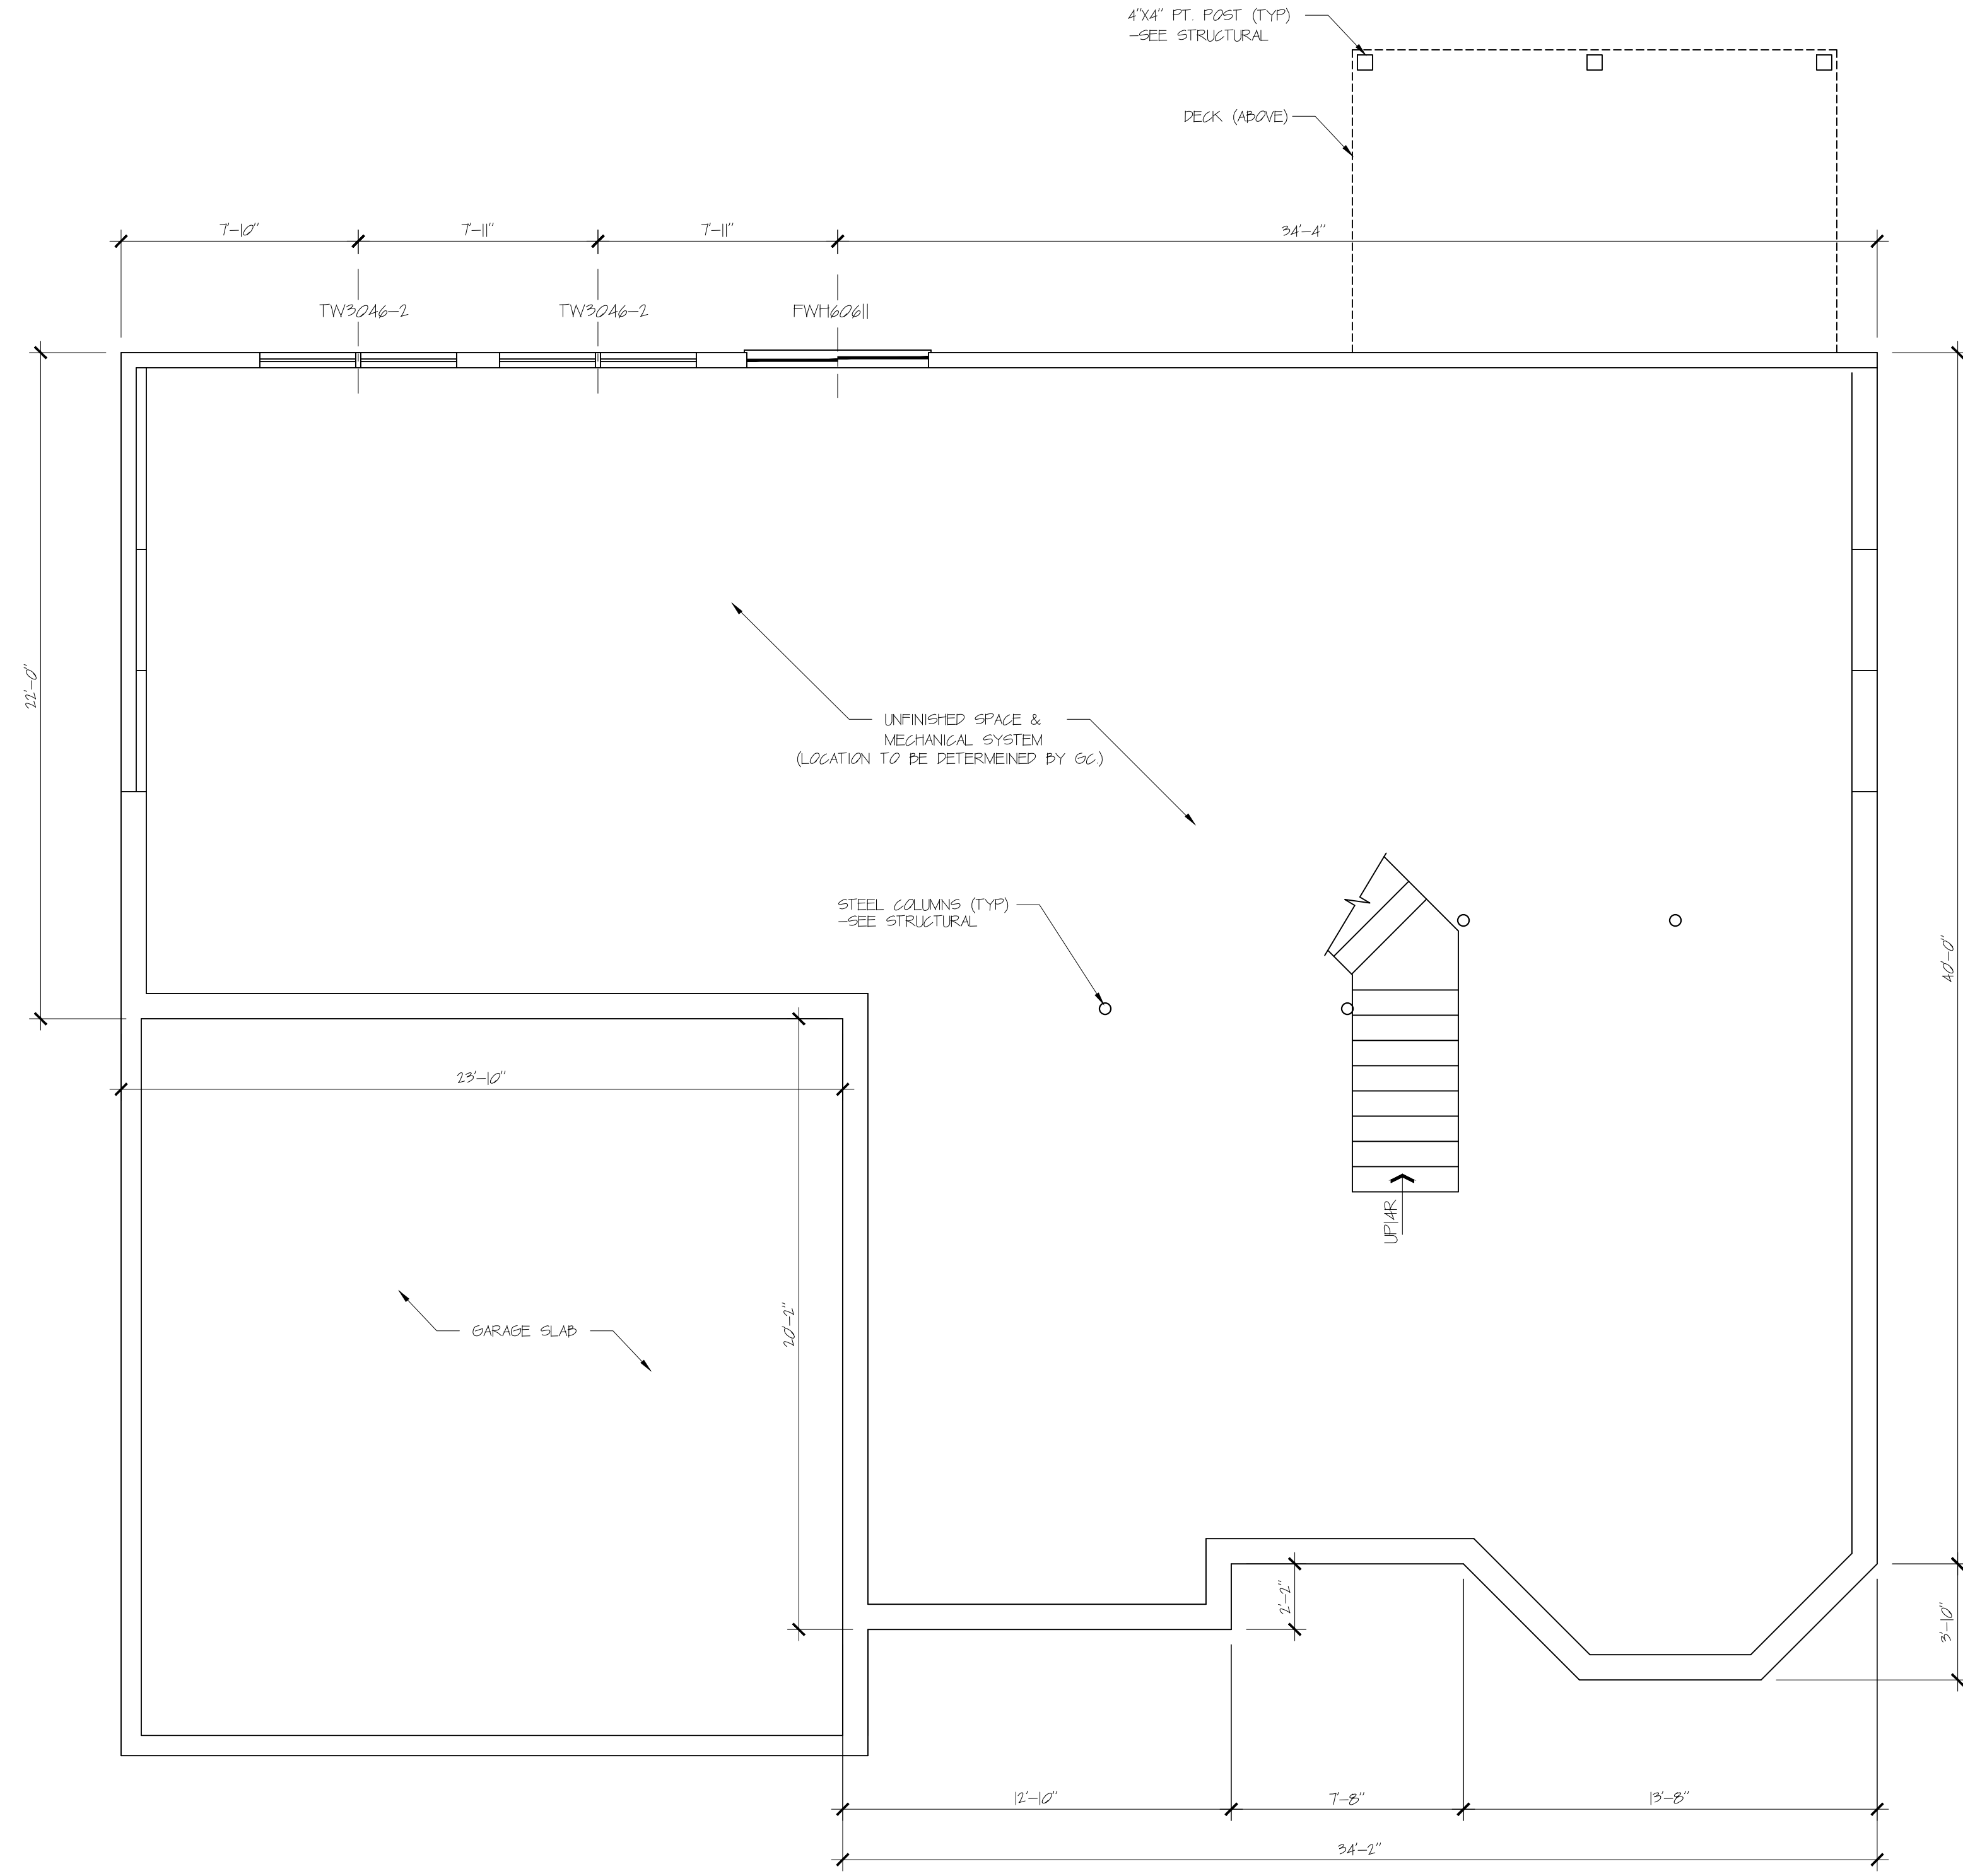 4"X4" PT. POST (TYP)
-SEE STRUCTURAL
DECK (ABOVE)
7'-10"
7'-11"
7'-11"
34'-4"
TW3046-2
TW3046-2
FWH60611
22'-0"
UNFINISHED SPACE &
MECHANICAL SYSTEM
(LOCATION TO BE DETERMEINED BY GC.)
STEEL COLUMNS (TYP)
-SEE STRUCTURAL
40'-0"
23'-10"
UP14R
20'-2"
GARAGE SLAB
2'-2"
3'-10"
12'-10"
7'-8"
13'-8"
34'-2"